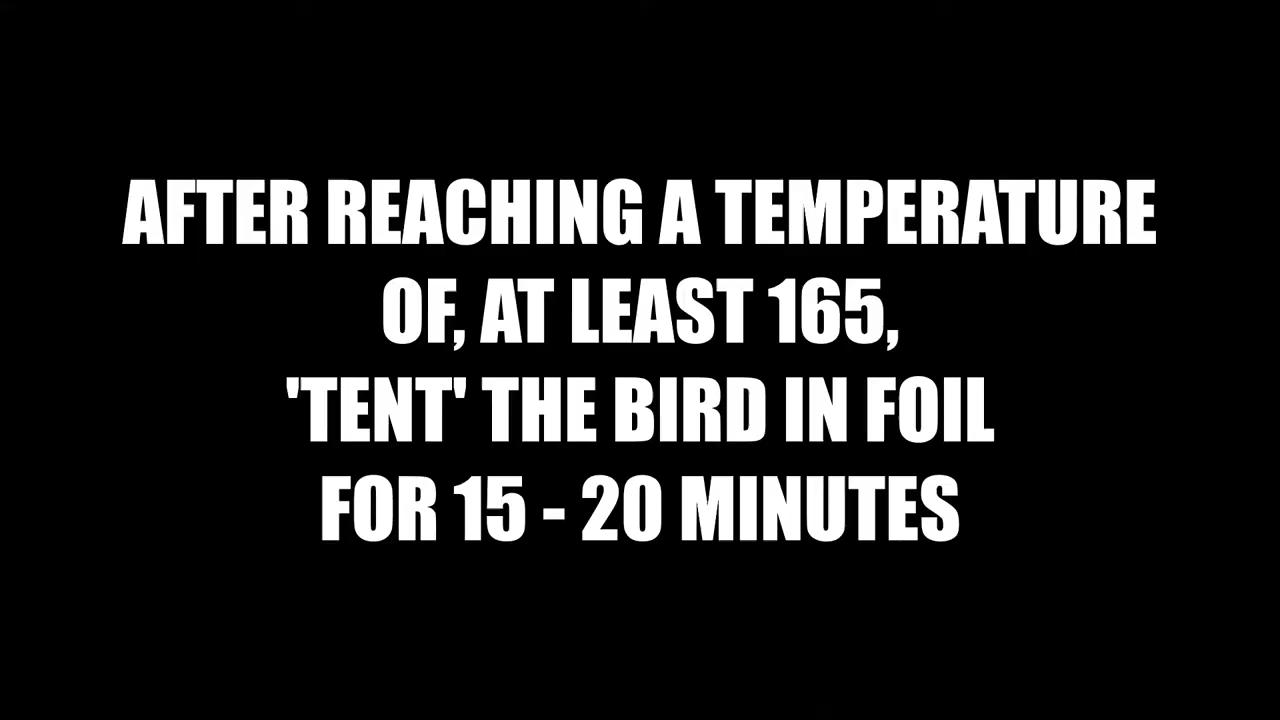 AFTER REACHING A TEMPERATURE
OF, AT LEAST 165,
'TENT' THE BIRD IN FOIL
FOR 15 - 20 MINUTES